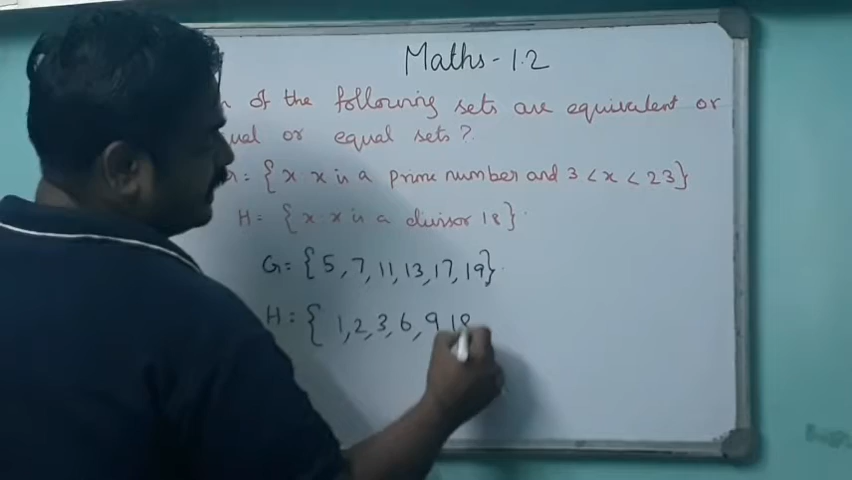 Maths - 1.2
of the following sets are equivalent or
or equal sets?
= {x x is a prime number and 3 < x < 23}
H = {x x is a divisor 18}.
G = {5, 7, 11, 13, 17, 19}.
H = { 1, 2, 3, 6, 9 18